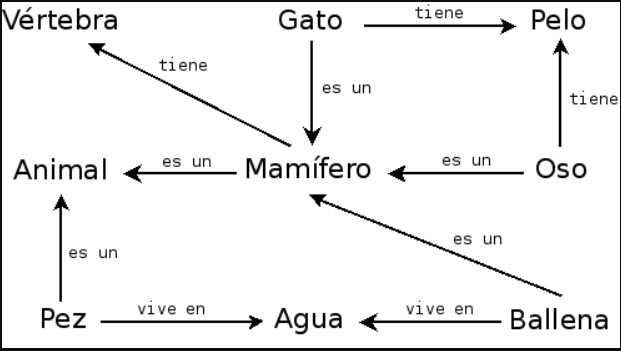 Vértebra
Gato
tiene
Pelo
tiene
es un
tiene
Animal
es un
Mamífero
es un
Oso
es un
es un
Pez
vive en
Agua
vive en
Ballena